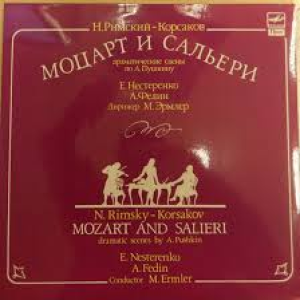 Н.Римский-Корсаков
МОЦАРТ И САЛЬЕРИ
драматические сцены
по А.Пушкину
Е.Нестеренко
А.Федин
Дирижер М.Эрмлер
N. Rimsky-Korsakov
MOZART AND SALIERI
dramatic scenes by A. Pushkin
E. Nesterenko
A. Fedin
Conductor M. Ermler